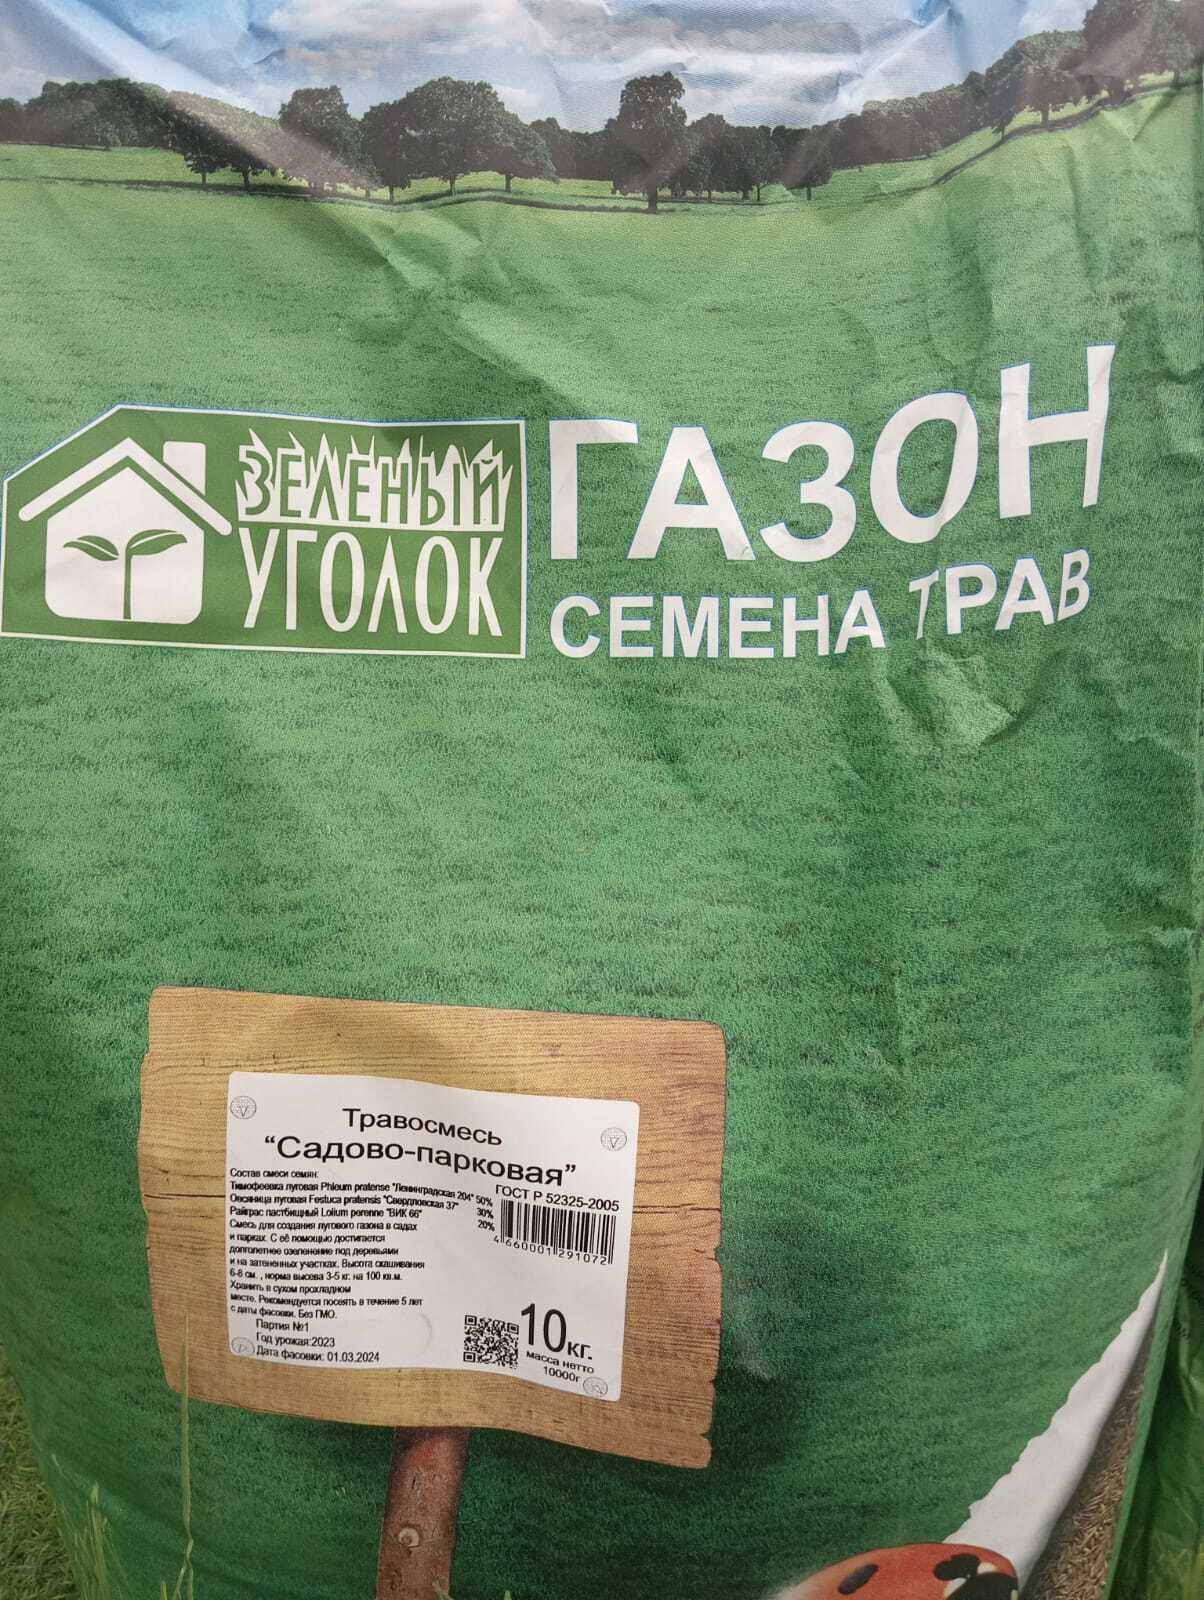 ЗЕЛЁНЫЙ
УГОЛОК
ГАЗОН
СЕМЕНА ТРАВ
Травосмесь
“Садово-парковая”
Состав смеси семян:
ГОСТ Р 52325-2005
Тимофеевка луговая Phleum pratense "Ленинградская 204" 50%
Овсяница луговая Festuca pratensis "Свердловская 37" 30%
Райграс пастбищный Lolium perenne "ВИК 66" 20%
Смесь для создания лугового газона в садах
и парках. С её помощью достигается
долголетнее озеленение под деревьями
и на затененных участках. Высота скашивания
6-8 см. , норма высева 3-5 кг. на 100 кв.м.
Хранить в сухом прохладном
месте. Рекомендуется посеять в течение 5 лет
с даты фасовки. Без ГМО.
Партия №1
Год урожая:2023
Дата фасовки: 01.03.2024
4 660001 291072
10кг.
масса нетто
10000г